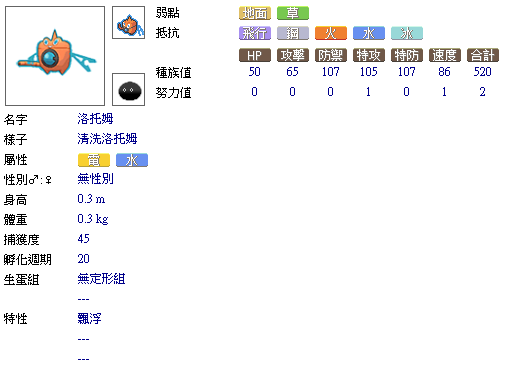 弱點 地面 草
抵抗 飛行 鋼 火 水 冰
HP 攻擊 防禦 特攻 特防 速度 合計
種族值 50 65 107 105 107 86 520
努力值 0 0 0 1 0 1 2
名字 洛托姆
樣子 清洗洛托姆
屬性 電 水
性別♂:♀ 無性別
身高 0.3 m
體重 0.3 kg
捕獲度 45
孵化週期 20
生蛋組 無定形組
---
特性 飄浮
---
---